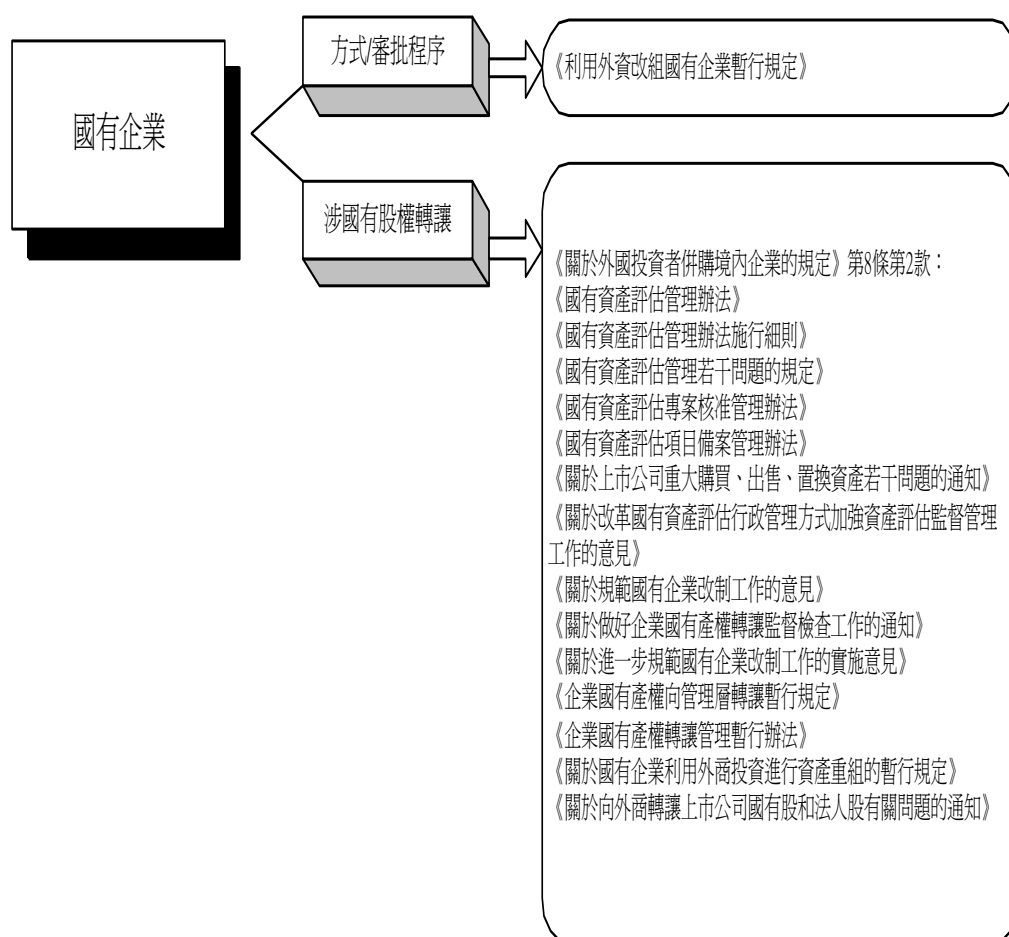 國有企業
方式/審批程序
《利用外資改組國有企業暫行規定》
涉國有股權轉讓
《關於外國投資者併購境內企業的規定》第8條第2款：
《國有資產評估管理辦法》
《國有資產評估管理辦法施行細則》
《國有資產評估管理若干問題的規定》
《國有資產評估專案核准管理辦法》
《國有資產評估項目備案管理辦法》
《關於上市公司重大購買、出售、置換資產若干問題的通知》
《關於改革國有資產評估行政管理方式加強資產評估監督管理
工作的意見》
《關於規範國有企業改制工作的意見》
《關於做好企業國有產權轉讓監督檢查工作的通知》
《關於進一步規範國有企業改制工作的實施意見》
《企業國有產權向管理層轉讓暫行規定》
《企業國有產權轉讓管理暫行辦法》
《關於國有企業利用外商投資進行資產重組的暫行規定》
《關於向外商轉讓上市公司國有股和法人股有關問題的通知》